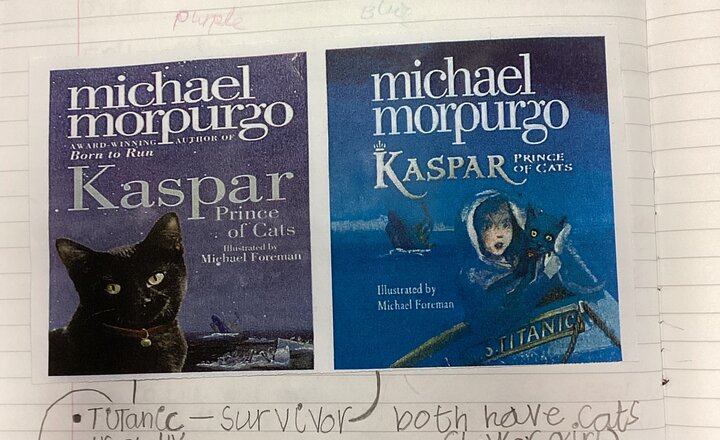 purple
Blue
michael
morpurgo
AWARD-WINNING AUTHOR OF
Born to Run
Kaspar
Prince
of Cats
Illustrated by
Michael Foreman
michael
morpurgo
KASPAR PRINCE
OF CATS
Illustrated by
Michael Foreman
S. TITANIC
• Titanic – survivor both have cats